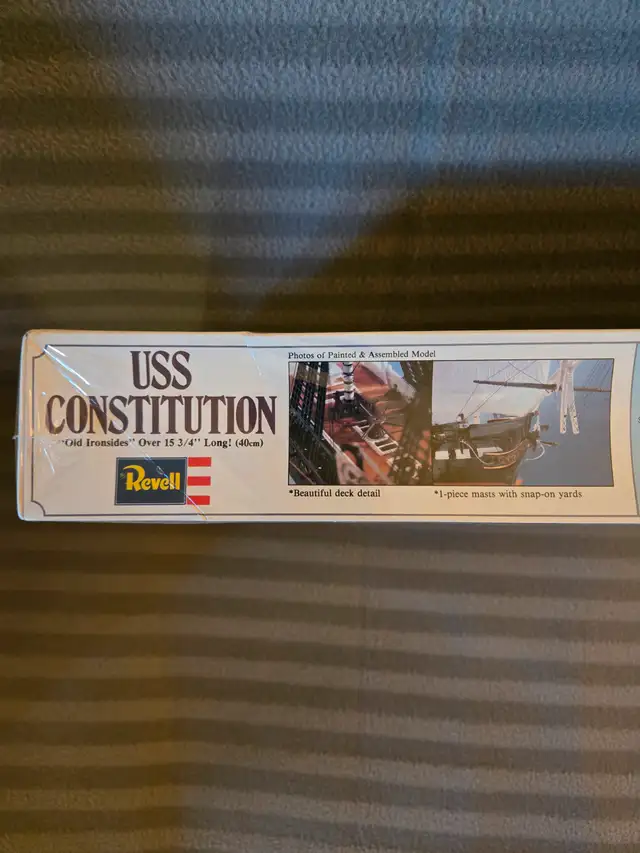 USS
CONSTITUTION
"Old Ironsides" Over 15 3/4" Long! (40cm)
Revell
Photos of Painted & Assembled Model
*Beautiful deck detail
*1-piece masts with snap-on yards